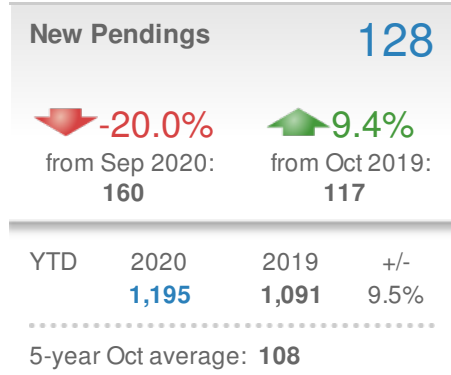 New Pendings 128
-20.0% 9.4%
from Sep 2020: from Oct 2019:
160 117
YTD 2020 2019 +/-
1,195 1,091 9.5%
5-year Oct average: 108